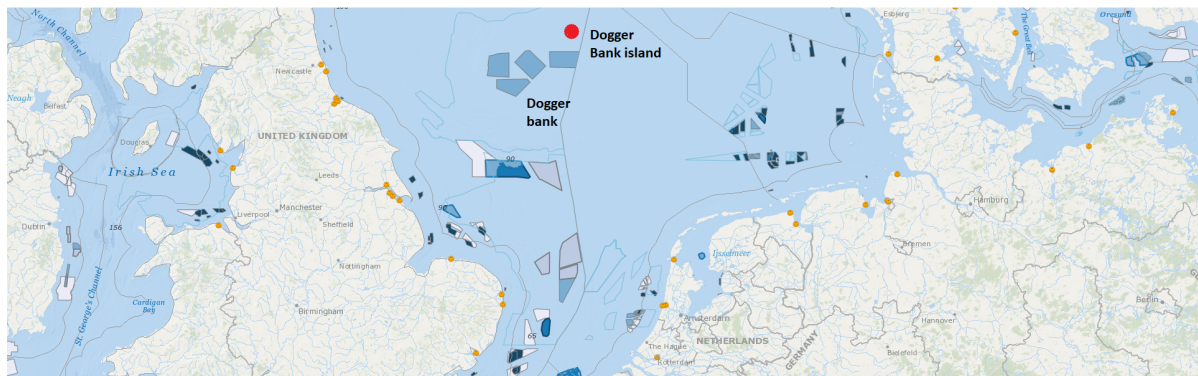 North Channel
Esbjerg
The Great Belt
Oresund
Dogger
Bank island
Newcastle
Neagh
Belfast
Dogger
bank
UNITED KINGDOM
Douglas
90
Irish Sea
Leeds
Liverpool
Manchester
Sheffield
Hamburg
90
Dublin
156
Bremen
Nottingham
Ijsselmeer
St. George's Channel
Cardigan
Bay
Birmingham
Berlin
Amsterdam
Hannover
65
The Hague
NETHERLANDS
GERMANY
Bielefeld
Rotterdam